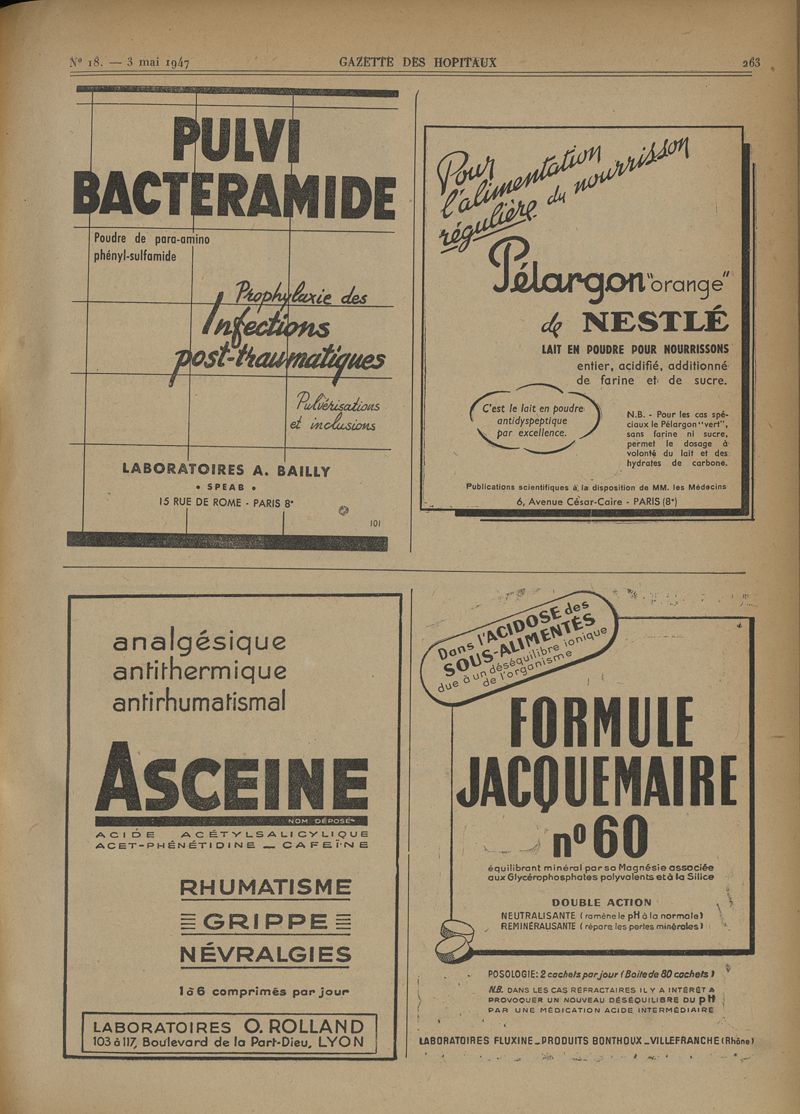 Nº 18. — 3 mai 1947 GAZETTE DES HOPITAUX 263
PULVI
BACTERAMIDE
Poudre de para-amino
phényl-sulfamide
Prophylaxie des
Infections
post-traumatiques
Pulvérisations
et inclusions
LABORATOIRES A. BAILLY
• SPEAB •
15 RUE DE ROME - PARIS 8ᵉ
101
Pour
l'alimentation
régulière du nourrisson
Pélargon "orange"
de NESTLÉ
LAIT EN POUDRE POUR NOURRISSONS
entier, acidifié, additionné
de farine et de sucre.
C'est le lait en poudre
antidyspeptique
par excellence.
N.B. - Pour les cas spé-
ciaux le Pélargon "vert",
sans farine ni sucre,
permet le dosage à
volonté du lait et des
hydrates de carbone.
Publications scientifiques à la disposition de MM. les Médecins
6, Avenue César-Caire - PARIS (8ᵉ)
analgésique
antithermique
antirhumatismal
ASCEINE
NOM DÉPOSÉ
ACIDE ACÉTYLSALICYLIQUE
ACET-PHÉNÉTIDINE — CAFEÏNE
RHUMATISME
GRIPPE
NÉVRALGIES
1 à 6 comprimés par jour
LABORATOIRES O. ROLLAND
103 à 117, Boulevard de la Part-Dieu, LYON
Dans l'ACIDOSE des
SOUS-ALIMENTÉS
due à un déséquilibre ionique
de l'organisme
FORMULE
JACQUEMAIRE
nº 60
équilibrant minéral par sa Magnésie associée
aux Glycérophosphates polyvalents et à la Silice
DOUBLE ACTION
NEUTRALISANTE (ramène le pH à la normale)
REMINÉRALISANTE (répare les pertes minérales)
POSOLOGIE: 2 cachets par jour (Boite de 80 cachets)
N.B. DANS LES CAS REFRACTAIRES IL Y A INTÉRÊT A
PROVOQUER UN NOUVEAU DÉSÉQUILIBRE DU pH
PAR UNE MÉDICATION ACIDE INTERMÉDIAIRE
LABORATOIRES FLUXINE_PRODUITS BONTHOUX_VILLEFRANCHE (Rhône)